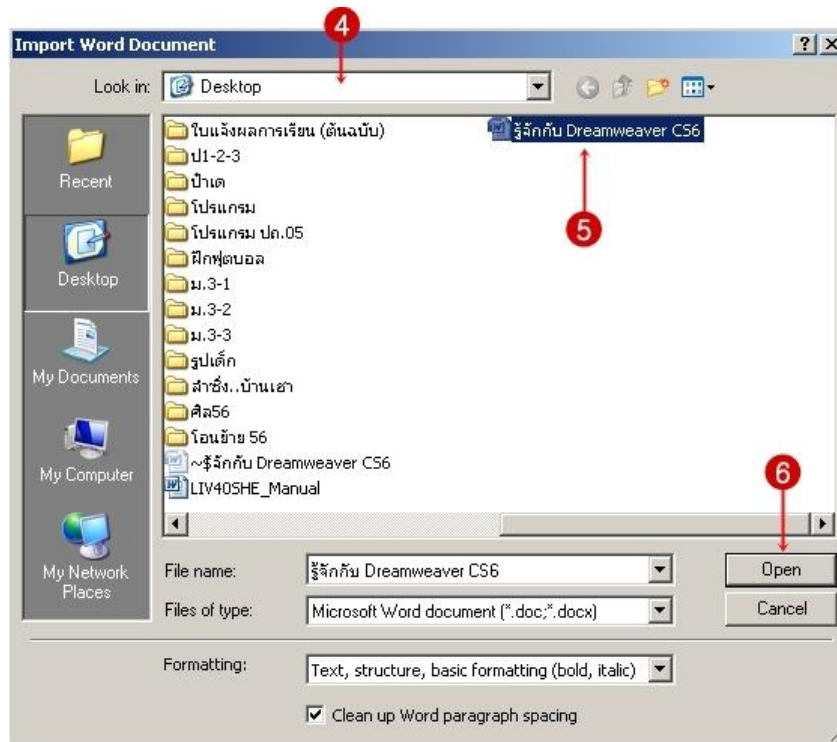 4
Import Word Document
Look in: Desktop
Recent
Desktop
My Documents
My Computer
My Network Places
ใบแจ้งผลการเรียน (ต้นฉบับ)
ป1-2-3
ป้าเด
โปรแกรม
โปรแกรม ปถ.05
ฝึกฟุตบอล
ม.3-1
ม.3-2
ม.3-3
รูปเด็ก
ลำซิ่ง..บ้านเฮา
ศิล56
โอนย้าย 56
~$จักกับ Dreamweaver CS6
LIV40SHE_Manual
รู้จักกับ Dreamweaver CS6
5
6
File name: รู้จักกับ Dreamweaver CS6
Open
Files of type: Microsoft Word document (*.doc;*.docx)
Cancel
Formatting: Text, structure, basic formatting (bold, italic)
Clean up Word paragraph spacing